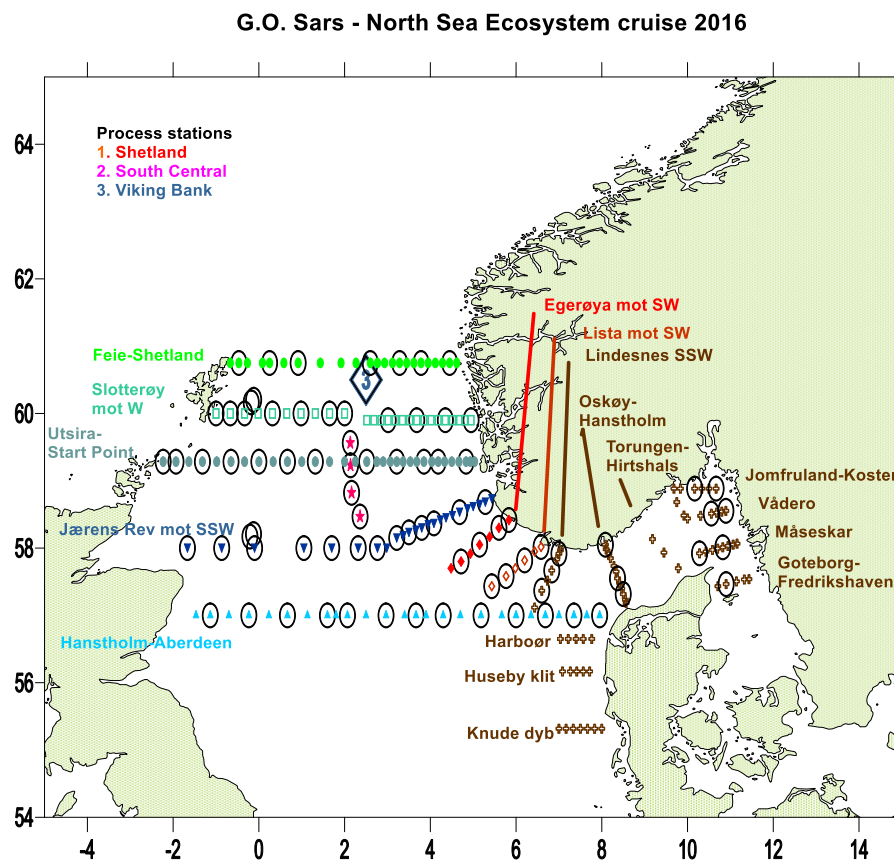 G.O. Sars - North Sea Ecosystem cruise 2016
64
Process stations
1. Shetland
2. South Central
3. Viking Bank
62
Egerøya mot SW
Lista mot SW
Lindesnes SSW
Feie-Shetland
3
Slotterøy
mot W
Oskøy-
Hanstholm
60
Utsira-
Start Point
Torungen-
Hirtshals
Jomfruland-Koster
Vådero
Jærens Rev mot SSW
Måseskar
58
Goteborg-
Fredrikshaven
Hanstholm-Aberdeen
Harboør
56
Huseby klit
Knude dyb
54
-4 -2 0 2 4 6 8 10 12 14